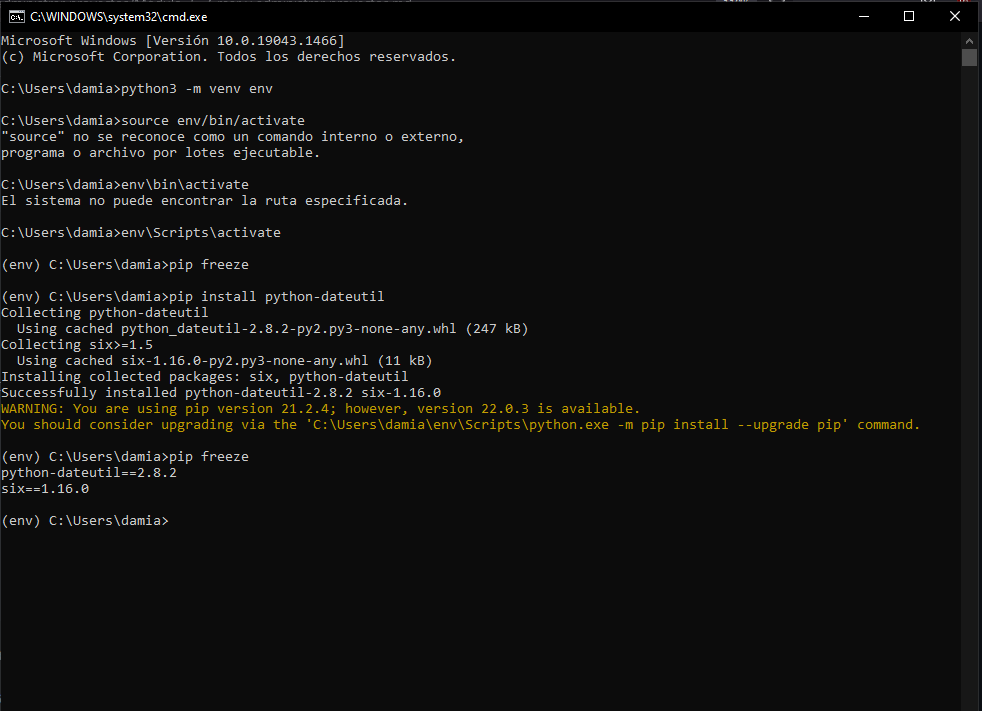 C:\WINDOWS\system32\cmd.exe
Microsoft Windows [Versión 10.0.19043.1466]
(c) Microsoft Corporation. Todos los derechos reservados.
C:\Users\damia>python3 -m venv env
C:\Users\damia>source env/bin/activate
"source" no se reconoce como un comando interno o externo,
programa o archivo por lotes ejecutable.
C:\Users\damia>env\bin\activate
El sistema no puede encontrar la ruta especificada.
C:\Users\damia>env\Scripts\activate
(env) C:\Users\damia>pip freeze
(env) C:\Users\damia>pip install python-dateutil
Collecting python-dateutil
  Using cached python_dateutil-2.8.2-py2.py3-none-any.whl (247 kB)
Collecting six>=1.5
  Using cached six-1.16.0-py2.py3-none-any.whl (11 kB)
Installing collected packages: six, python-dateutil
Successfully installed python-dateutil-2.8.2 six-1.16.0
WARNING: You are using pip version 21.2.4; however, version 22.0.3 is available.
You should consider upgrading via the 'C:\Users\damia\env\Scripts\python.exe -m pip install --upgrade pip' command.
(env) C:\Users\damia>pip freeze
python-dateutil==2.8.2
six==1.16.0
(env) C:\Users\damia>